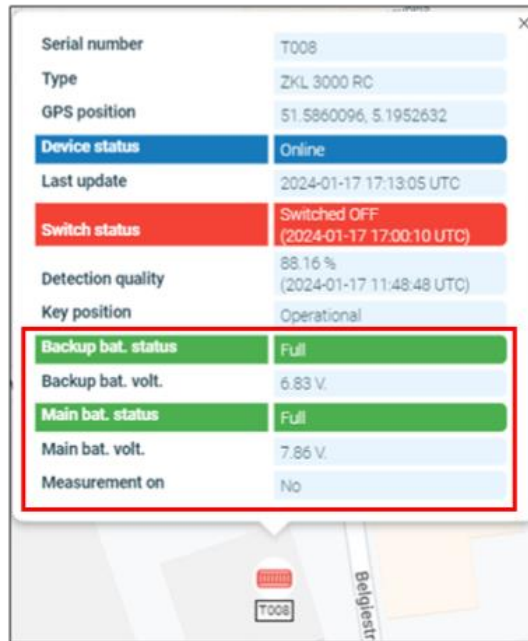 Serial number T008
Type ZKL 3000 RC
GPS position 51.5860096, 5.1952632
Device status Online
Last update 2024-01-17 17:13:05 UTC
Switch status Switched OFF
(2024-01-17 17:00:10 UTC)
Detection quality 88.16 %
(2024-01-17 11:48:48 UTC)
Key position Operational
Backup bat. status Full
Backup bat. volt. 6.83 V.
Main bat. status Full
Main bat. volt. 7.86 V.
Measurement on No
T008
Belgiestr